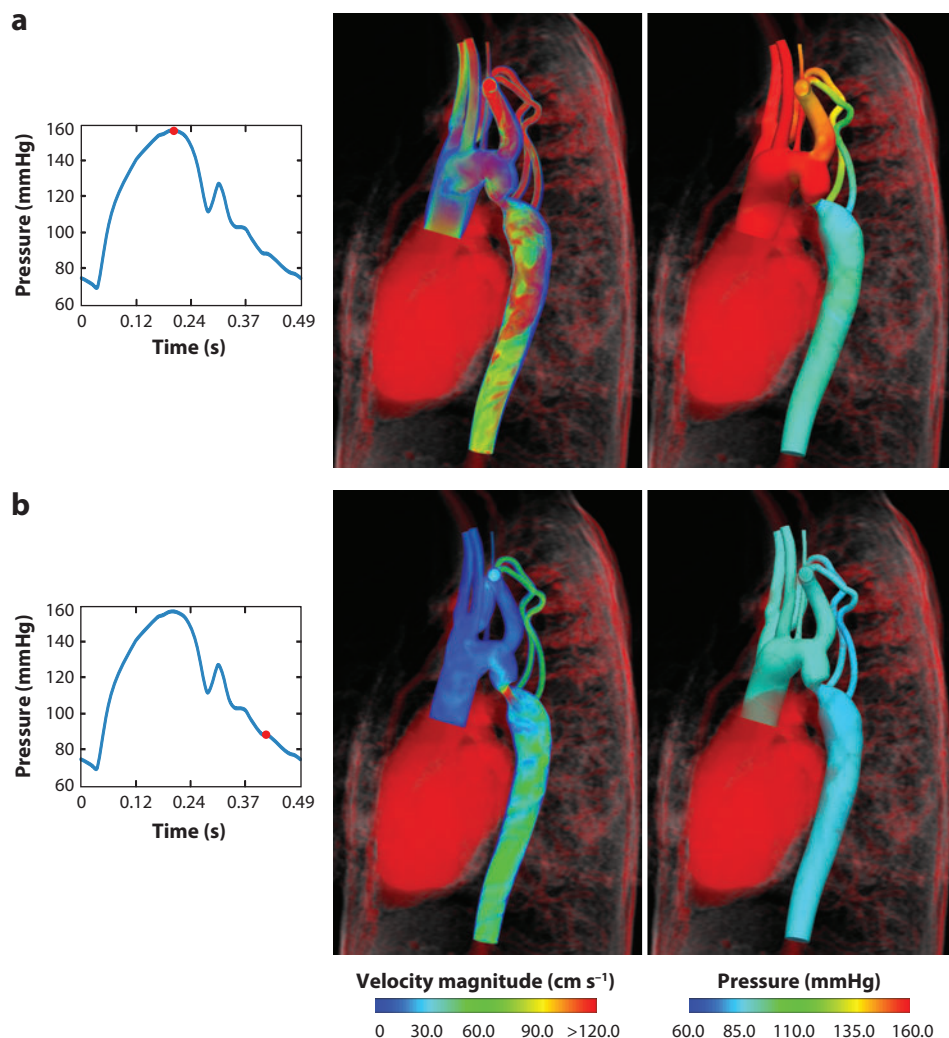 a
160
140
120
100
80
60
Pressure (mmHg)
0 0.12 0.24 0.37 0.49
Time (s)
b
160
140
120
100
80
60
Pressure (mmHg)
0 0.12 0.24 0.37 0.49
Time (s)
Velocity magnitude (cm s⁻¹)
0 30.0 60.0 90.0 >120.0
Pressure (mmHg)
60.0 85.0 110.0 135.0 160.0